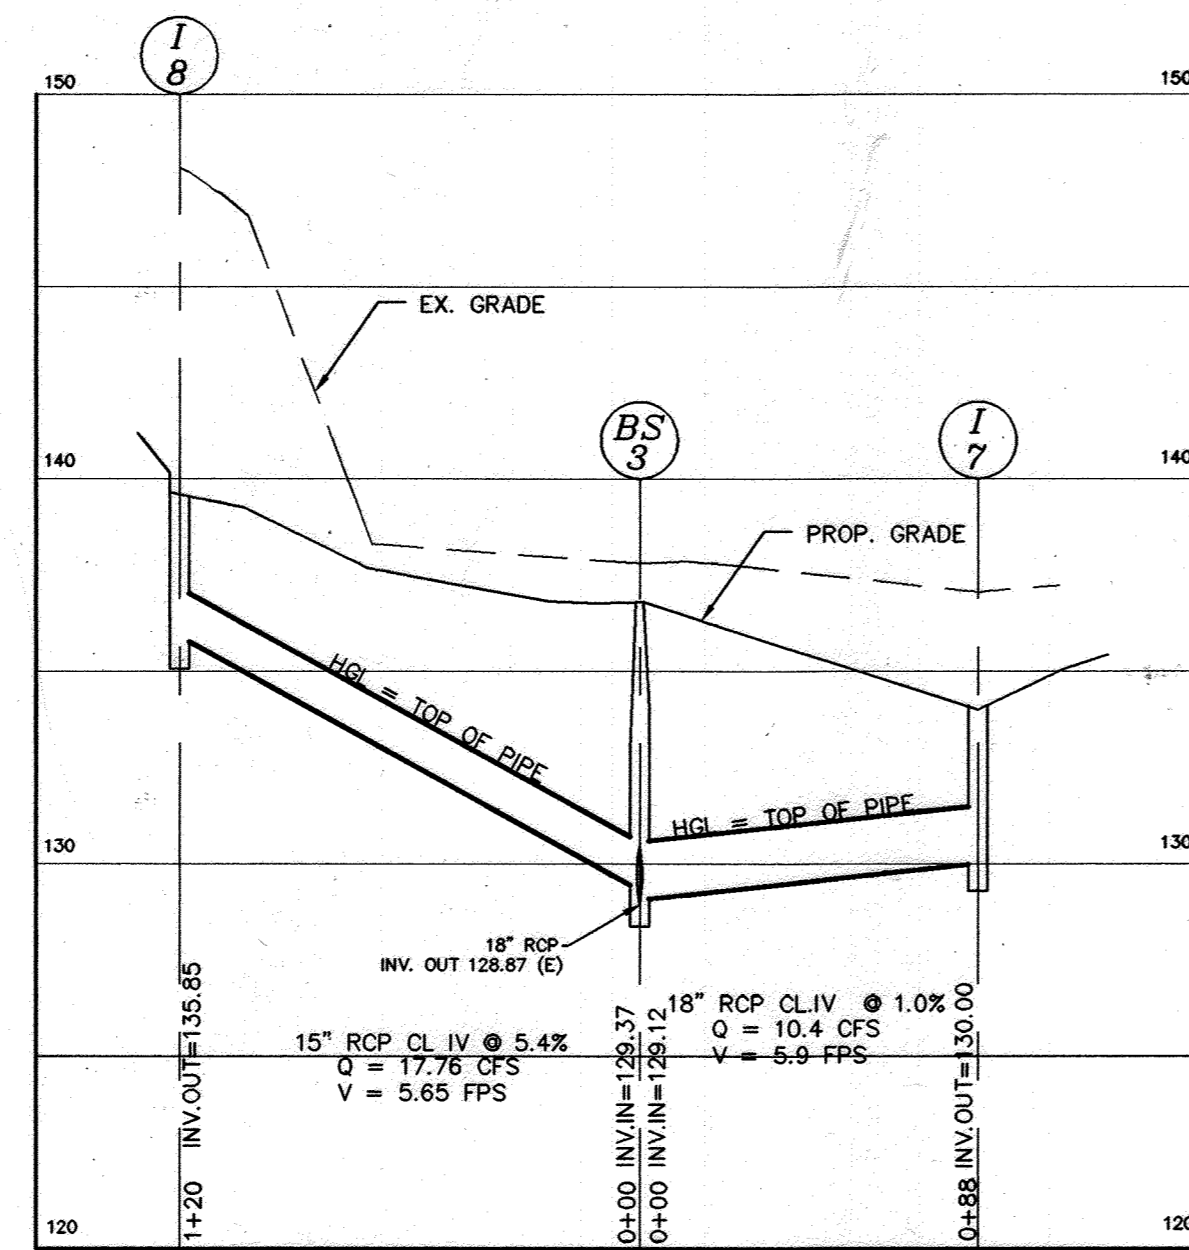 I
8
150
150
EX. GRADE
BS
3
I
7
140
140
PROP. GRADE
HGL = TOP OF PIPE
HGL = TOP OF PIPE
130
130
18" RCP
INV. OUT 128.87 (E)
15" RCP CL IV @ 5.4%
Q = 17.76 CFS
V = 5.65 FPS
18" RCP CL.IV @ 1.0%
Q = 10.4 CFS
V = 5.9 FPS
1+20 INV.OUT=135.85
0+00 INV.IN=129.37
0+00 INV.IN=129.12
0+88 INV.OUT=130.00
120
120